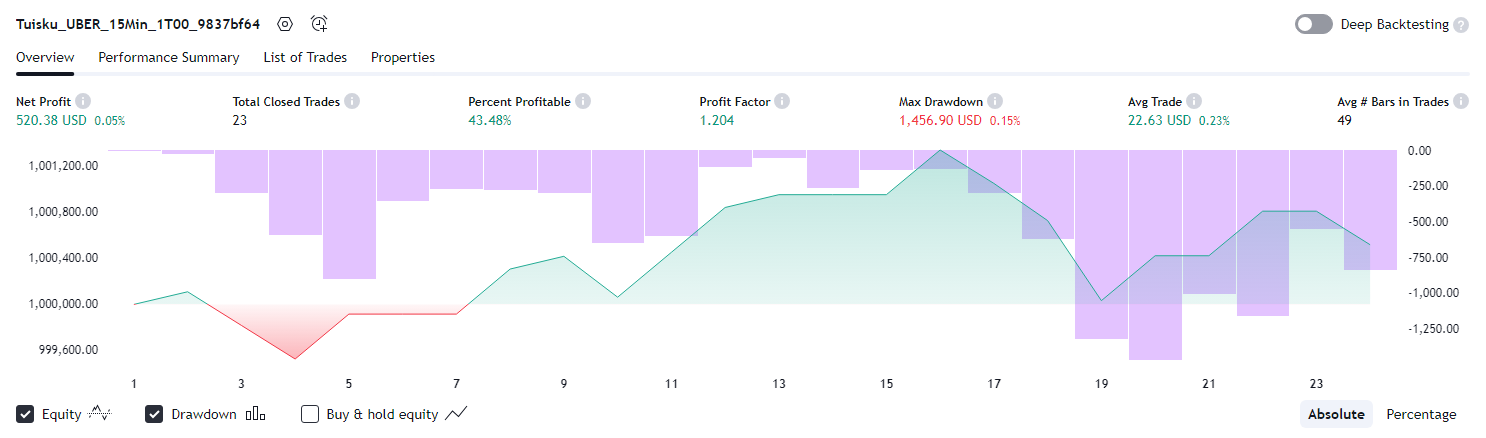 Tuisku_UBER_15Min_1T00_9837bf64 Deep Backtesting ?
Overview Performance Summary List of Trades Properties
Net Profit i Total Closed Trades i Percent Profitable i Profit Factor i Max Drawdown i Avg Trade i Avg # Bars in Trades i
520.38 USD 0.05% 23 43.48% 1.204 1,456.90 USD 0.15% 22.63 USD 0.23% 49
1,001,200.00 0.00
-250.00
1,000,800.00 -500.00
1,000,400.00 -750.00
1,000,000.00 -1,000.00
-1,250.00
999,600.00
1 3 5 7 9 11 13 15 17 19 21 23
Equity Drawdown Buy & hold equity Absolute Percentage